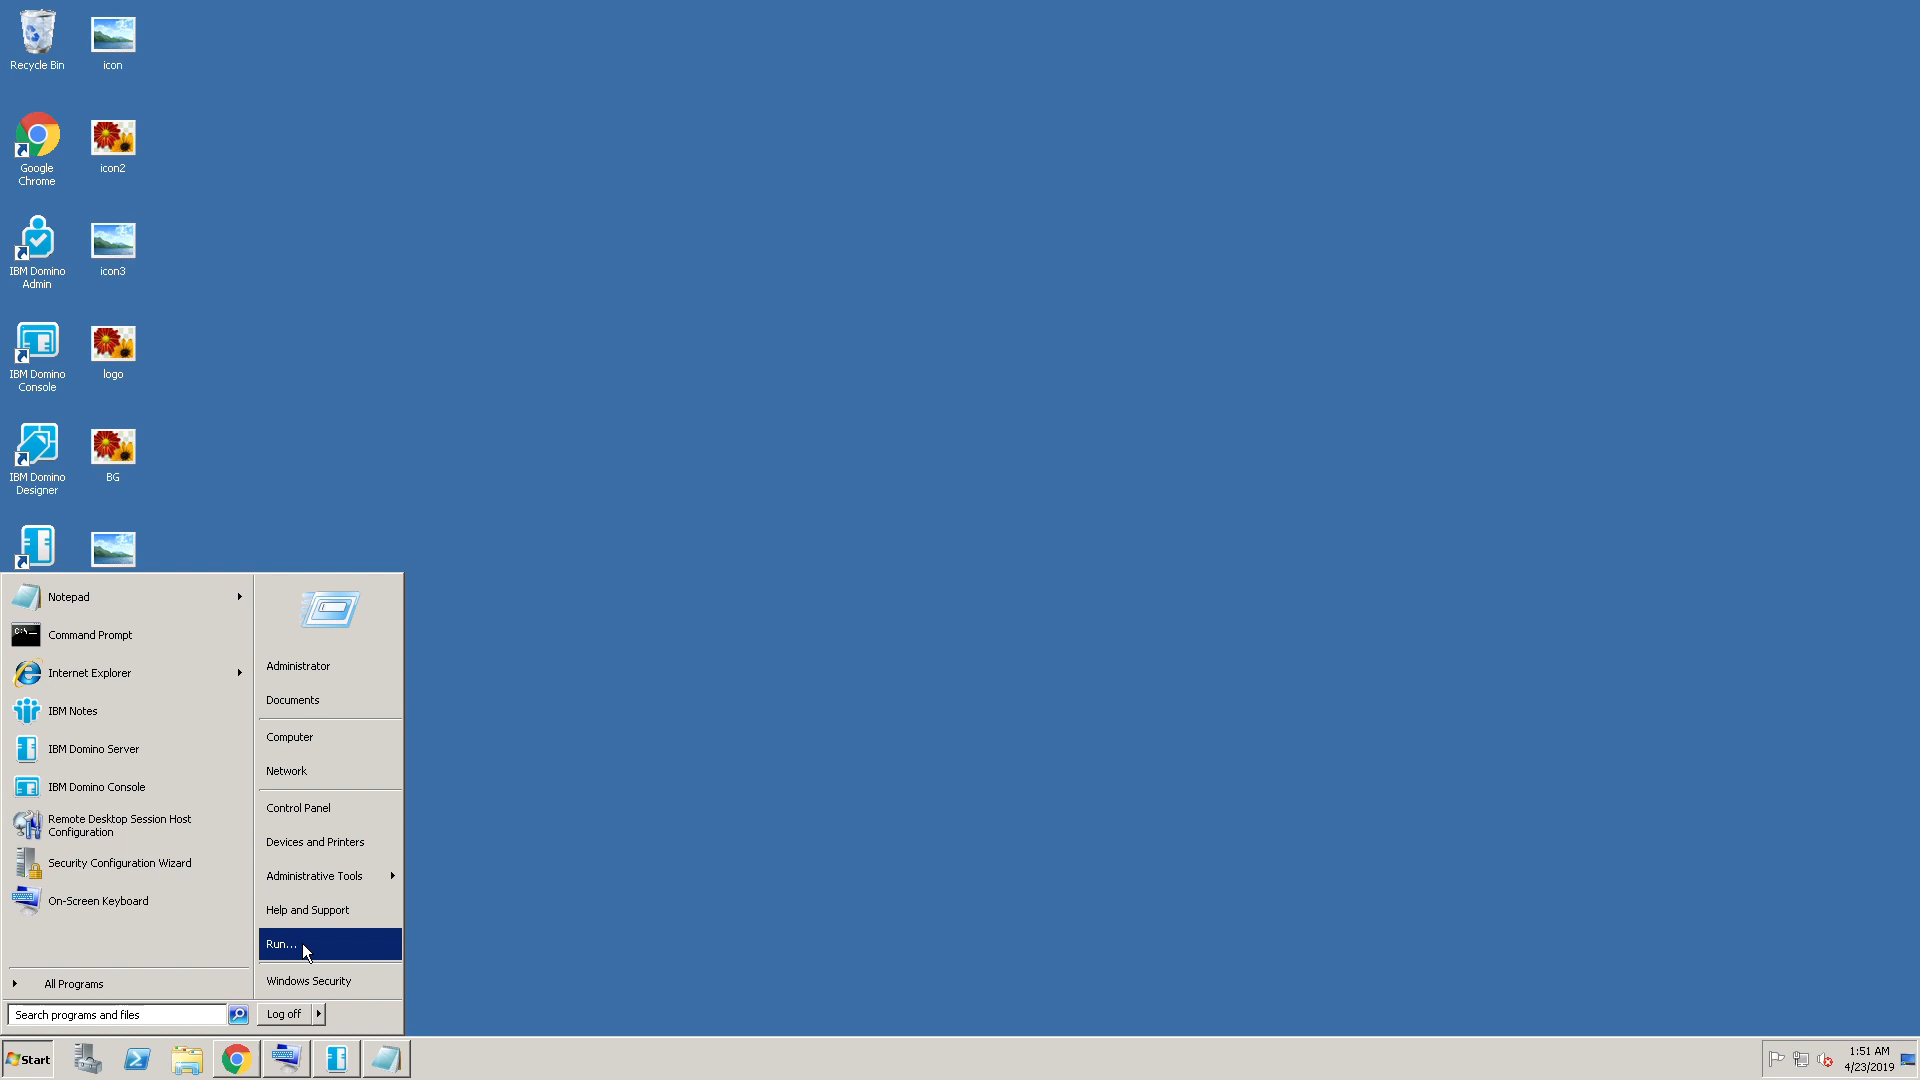 Recycle Bin
icon
Google
Chrome
icon2
IBM Domino
Admin
icon3
IBM Domino
Console
logo
IBM Domino
Designer
BG
Notepad
Command Prompt
C:\_
Internet Explorer
IBM Notes
IBM Domino Server
IBM Domino Console
Remote Desktop Session Host
Configuration
Security Configuration Wizard
On-Screen Keyboard
All Programs
Search programs and files
Administrator
Documents
Computer
Network
Control Panel
Devices and Printers
Administrative Tools
Help and Support
Run...
Windows Security
Log off
Start
1:51 AM
4/23/2019